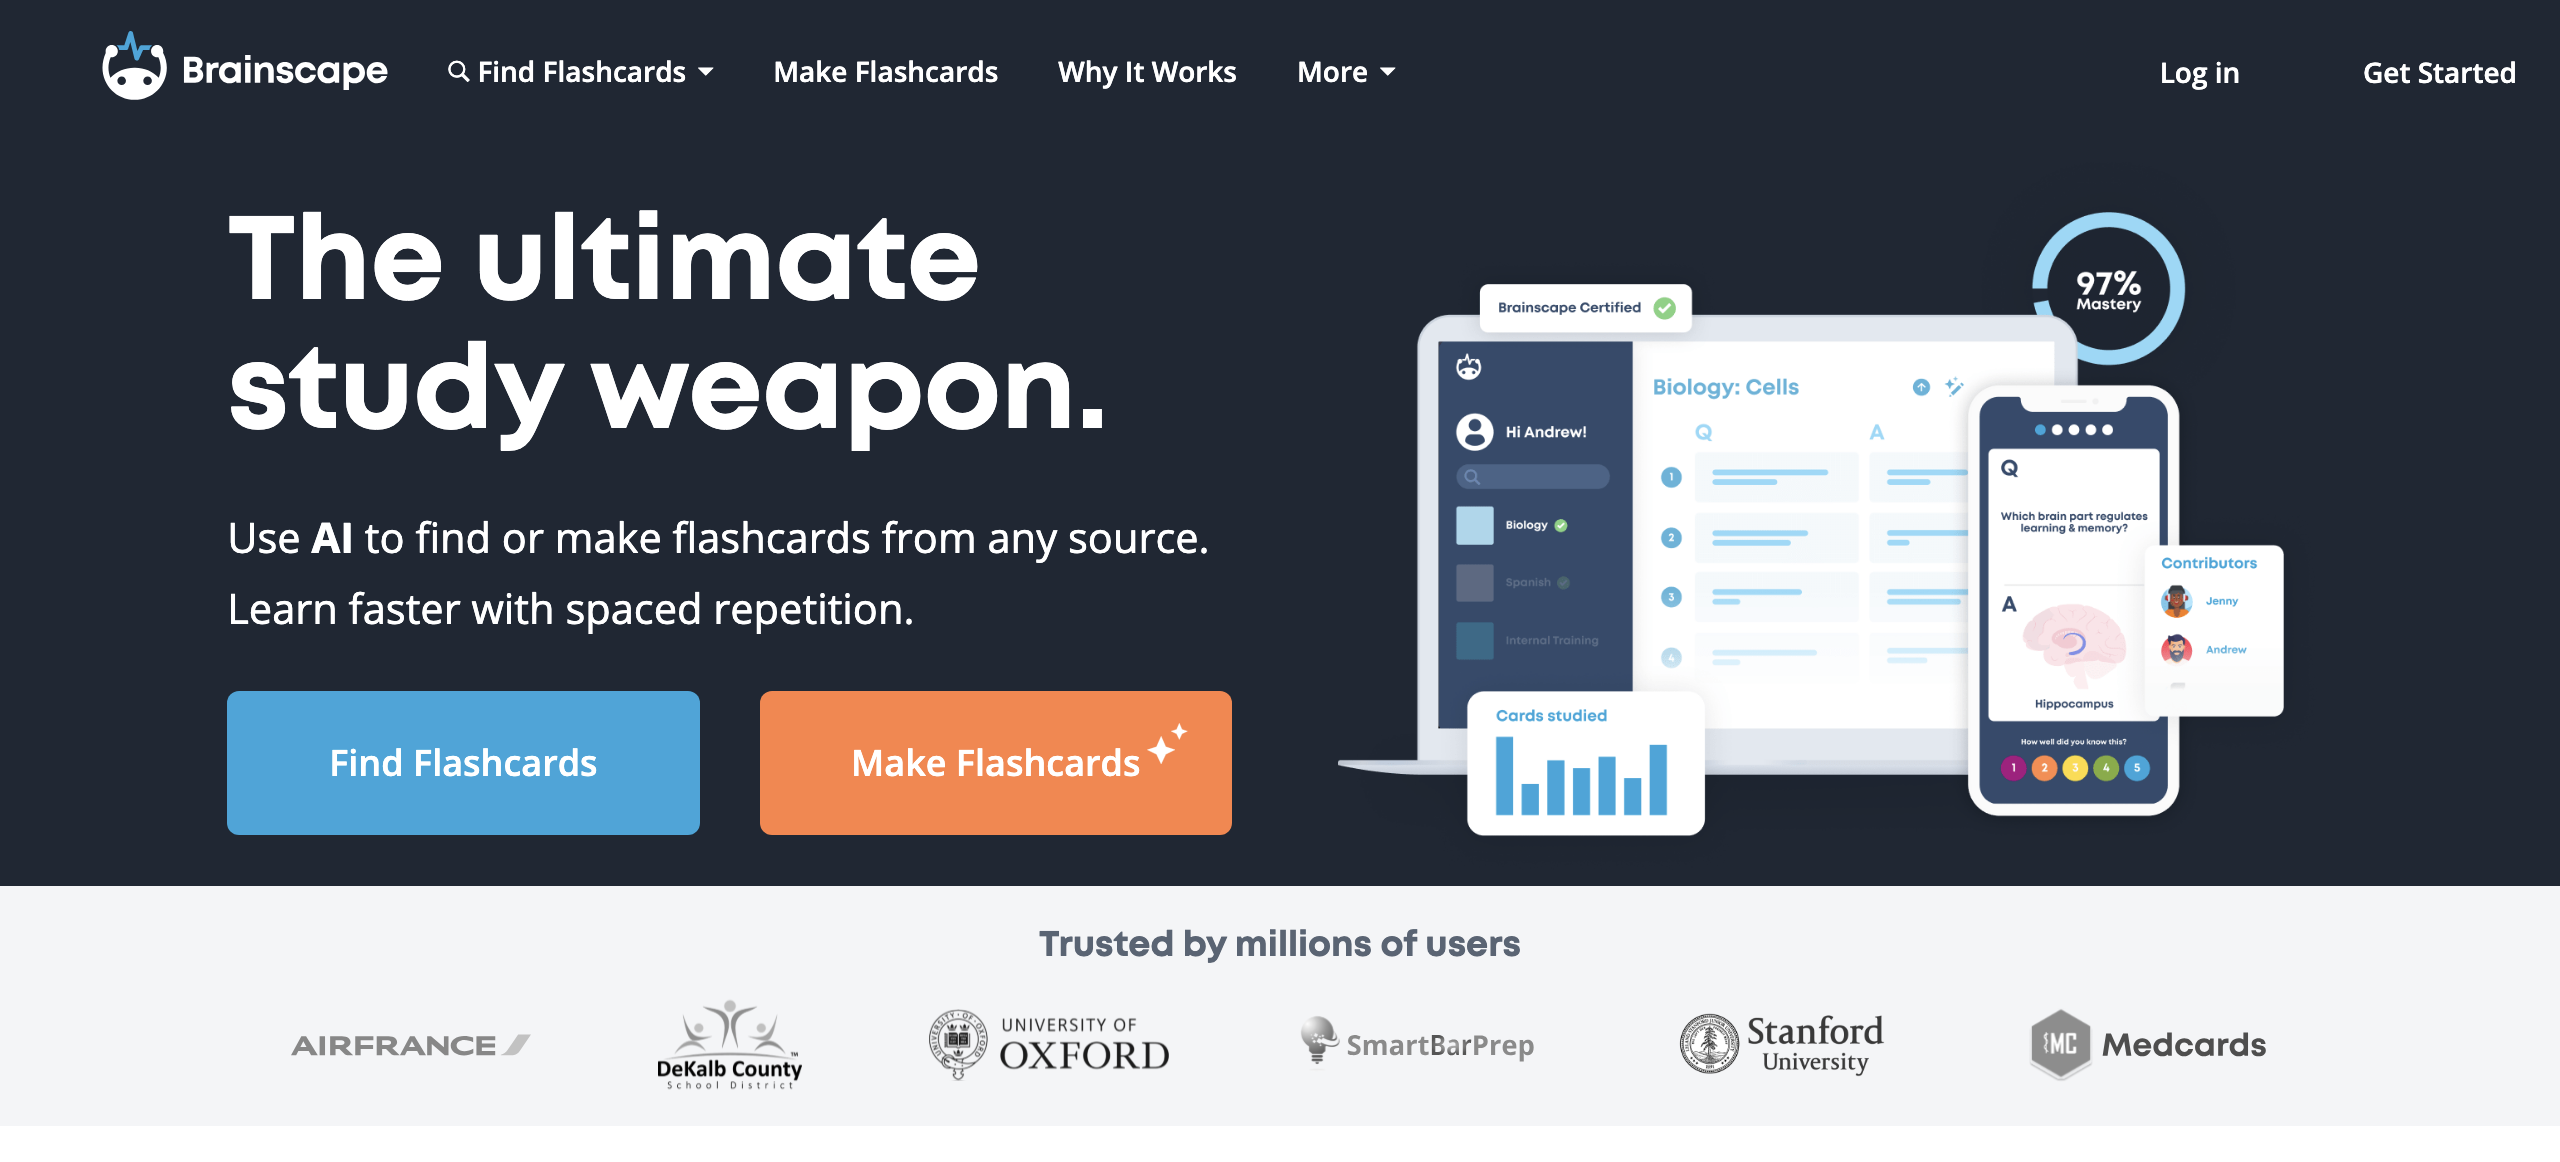 Brainscape
Find Flashcards
Make Flashcards
Why It Works
More
Log in
Get Started
The ultimate
study weapon.
Use AI to find or make flashcards from any source.
Learn faster with spaced repetition.
Find Flashcards
Make Flashcards
97%
Mastery
Brainscape Certified
Hi Andrew!
Biology
Spanish
Internal Training
Biology: Cells
Q
A
1
2
3
4
Cards studied
Q
Which brain part regulates
learning & memory?
A
Hippocampus
How well did you know this?
1 2 3 4 5
Contributors
Jenny
Andrew
Trusted by millions of users
AIRFRANCE
DeKalb County™
School District
UNIVERSITY OF
OXFORD
SmartBarPrep
Stanford
University
MC
Medcards